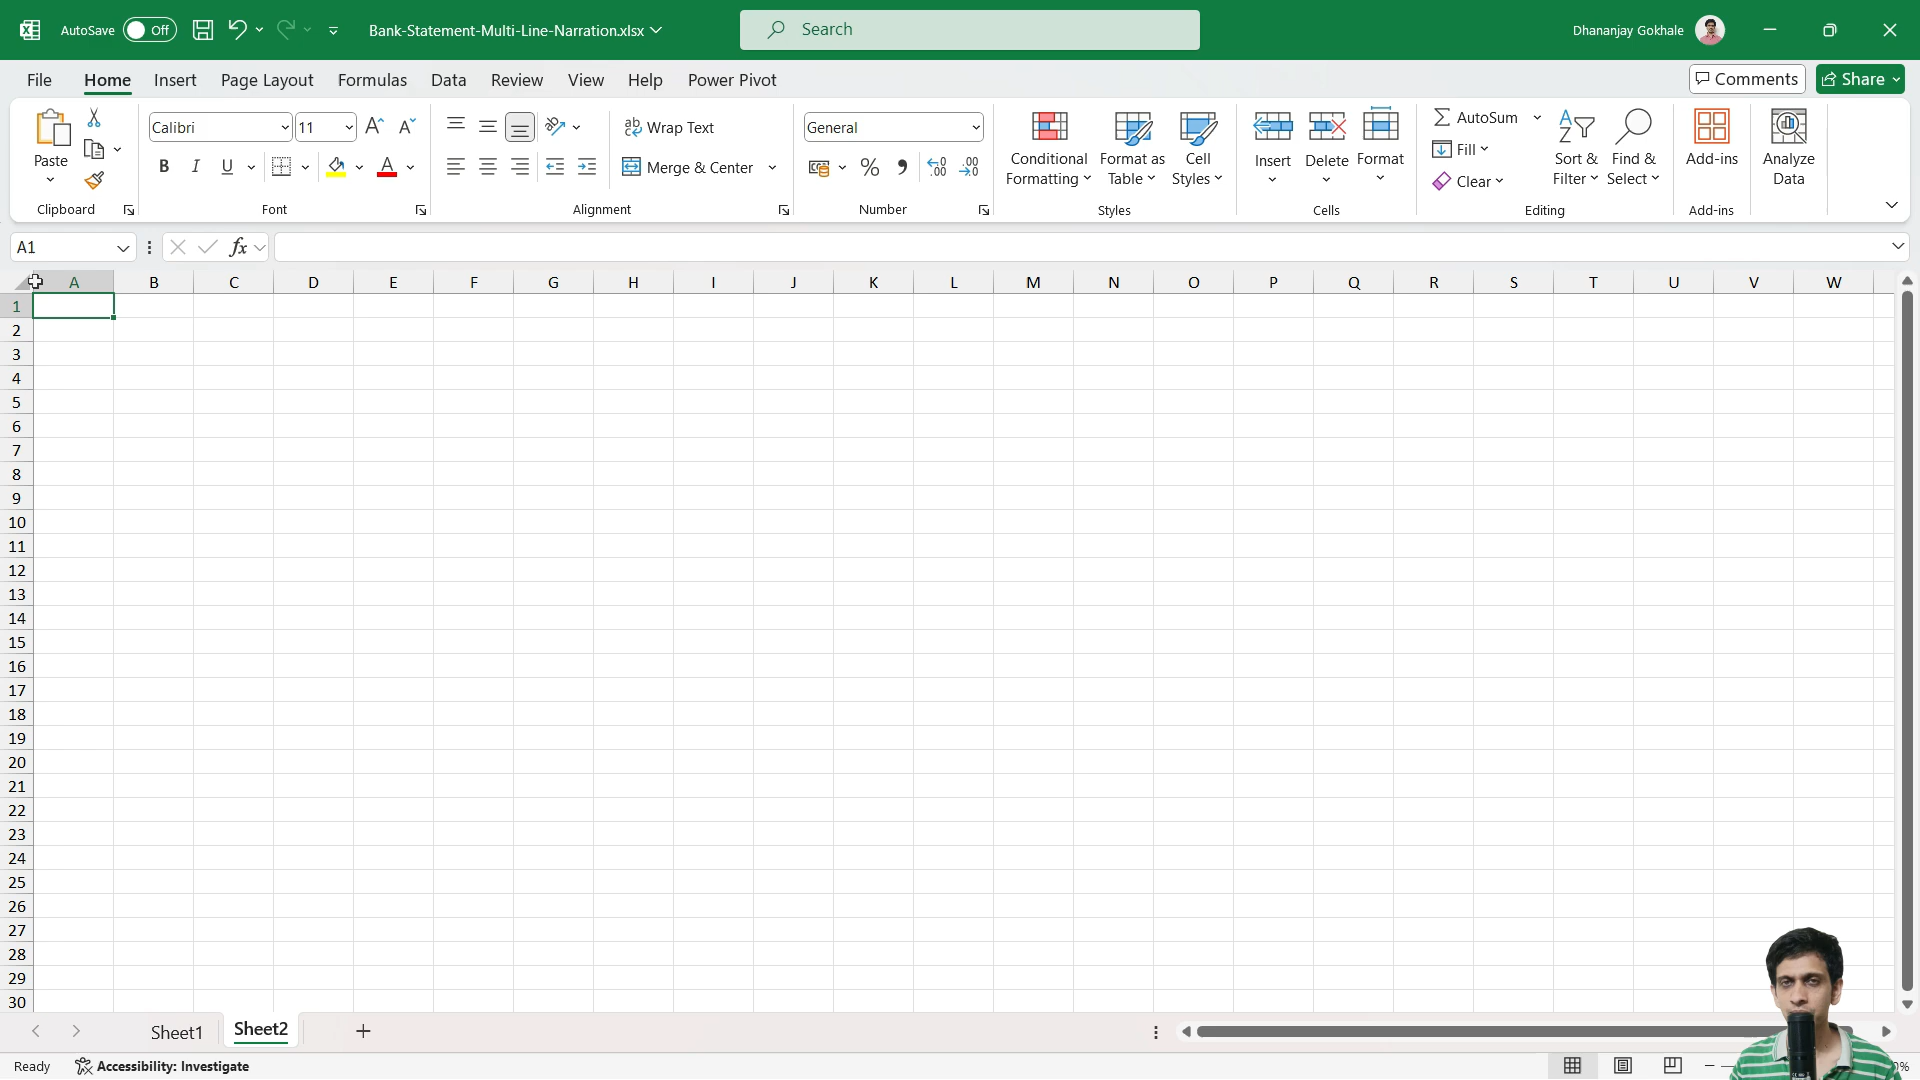 AutoSave Off Bank-Statement-Multi-Line-Narration.xlsx Search Dhananjay Gokhale
File Home Insert Page Layout Formulas Data Review View Help Power Pivot Comments Share
Paste
Clipboard
Calibri 11
B I U A
Font
Wrap Text
Merge & Center
Alignment
General
%
Number
Conditional Formatting
Format as Table
Cell Styles
Styles
Insert
Delete
Format
Cells
AutoSum
Fill
Clear
Sort & Filter
Find & Select
Editing
Add-ins
Add-ins
Analyze Data
A1 fx
A B C D E F G H I J K L M N O P Q R S T U V W
1
2
3
4
5
6
7
8
9
10
11
12
13
14
15
16
17
18
19
20
21
22
23
24
25
26
27
28
29
30
Sheet1 Sheet2
Ready Accessibility: Investigate